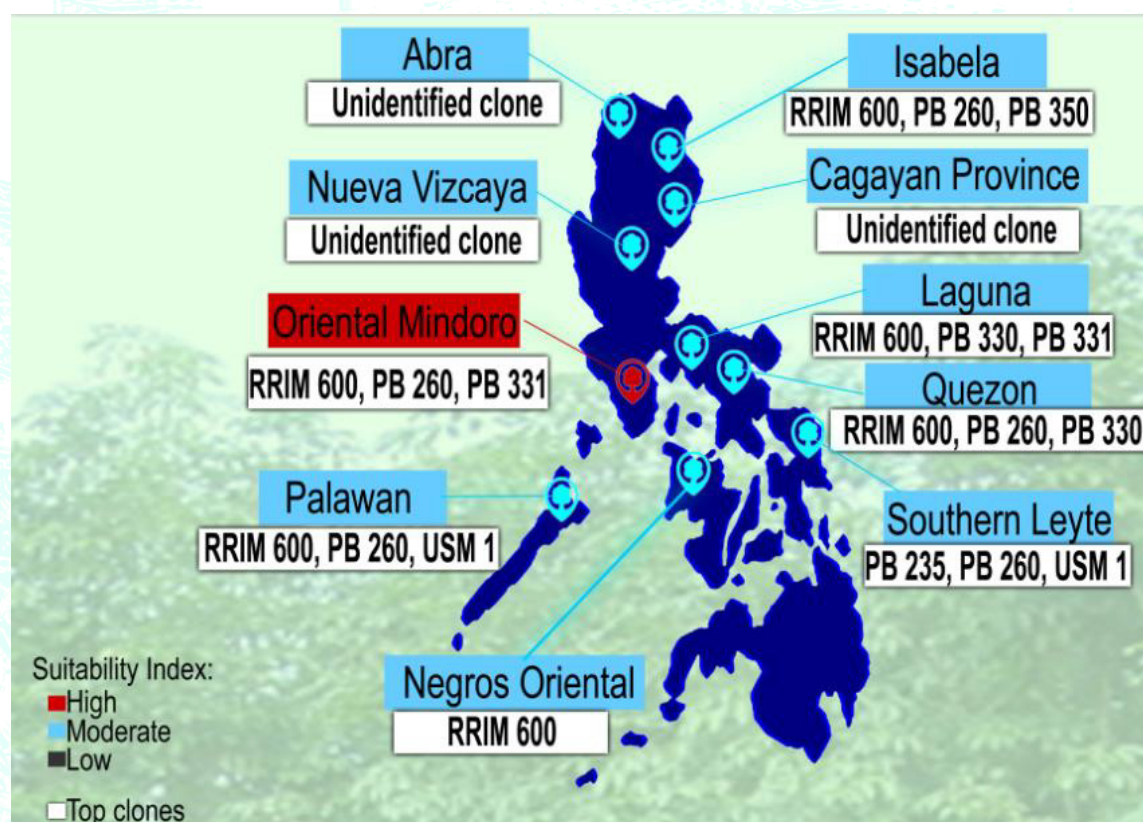 Abra
Unidentified clone
Isabela
RRIM 600, PB 260, PB 350
Nueva Vizcaya
Unidentified clone
Cagayan Province
Unidentified clone
Oriental Mindoro
RRIM 600, PB 260, PB 331
Laguna
RRIM 600, PB 330, PB 331
Quezon
RRIM 600, PB 260, PB 330
Palawan
RRIM 600, PB 260, USM 1
Southern Leyte
PB 235, PB 260, USM 1
Negros Oriental
RRIM 600
Suitability Index:
High
Moderate
Low
Top clones